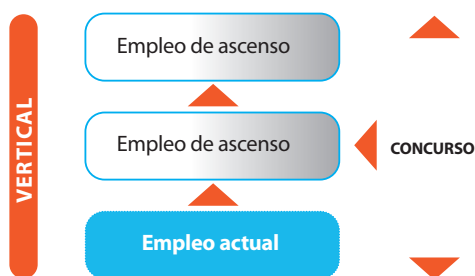 VERTICAL
Empleo de ascenso
Empleo de ascenso
CONCURSO
Empleo actual